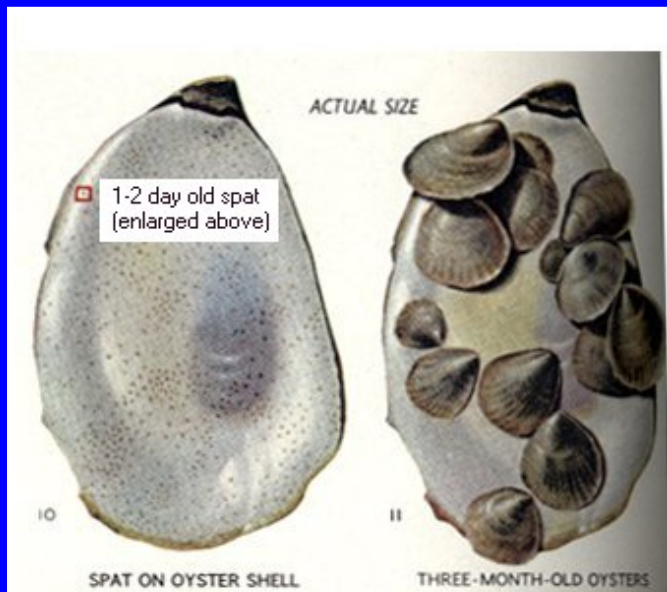 ACTUAL SIZE
1-2 day old spat
(enlarged above)
10
11
SPAT ON OYSTER SHELL
THREE-MONTH-OLD OYSTERS